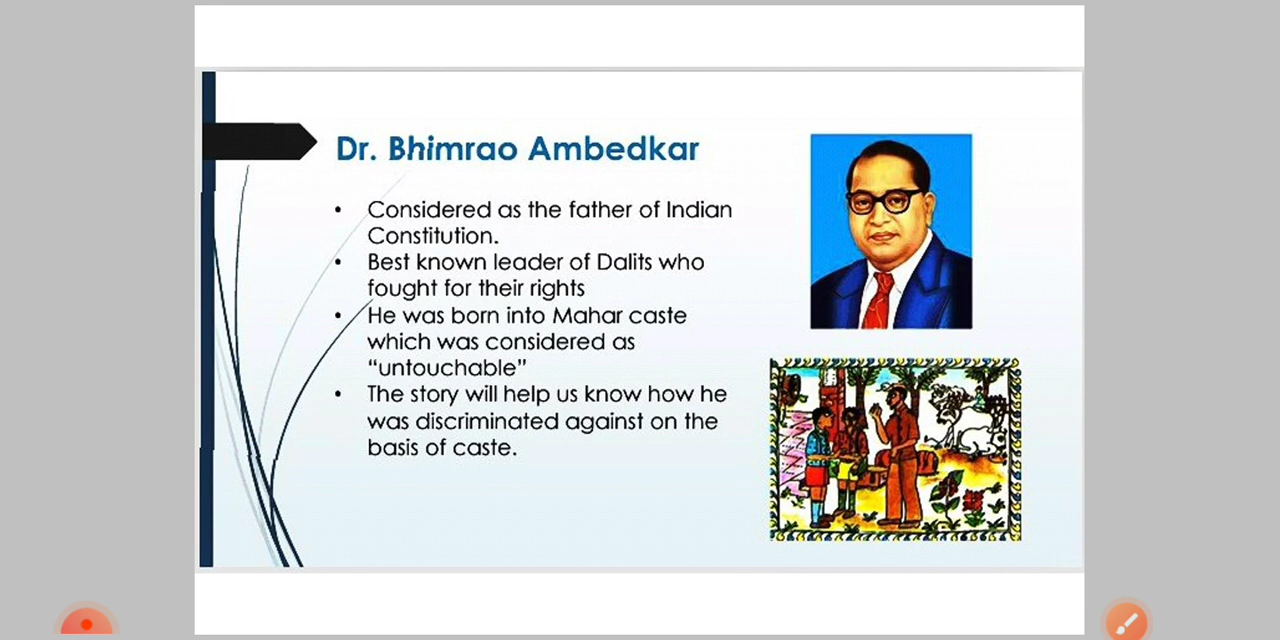 Dr. Bhimrao Ambedkar
• Considered as the father of Indian
Constitution.
• Best known leader of Dalits who
fought for their rights
• He was born into Mahar caste
which was considered as
“untouchable”
• The story will help us know how he
was discriminated against on the
basis of caste.